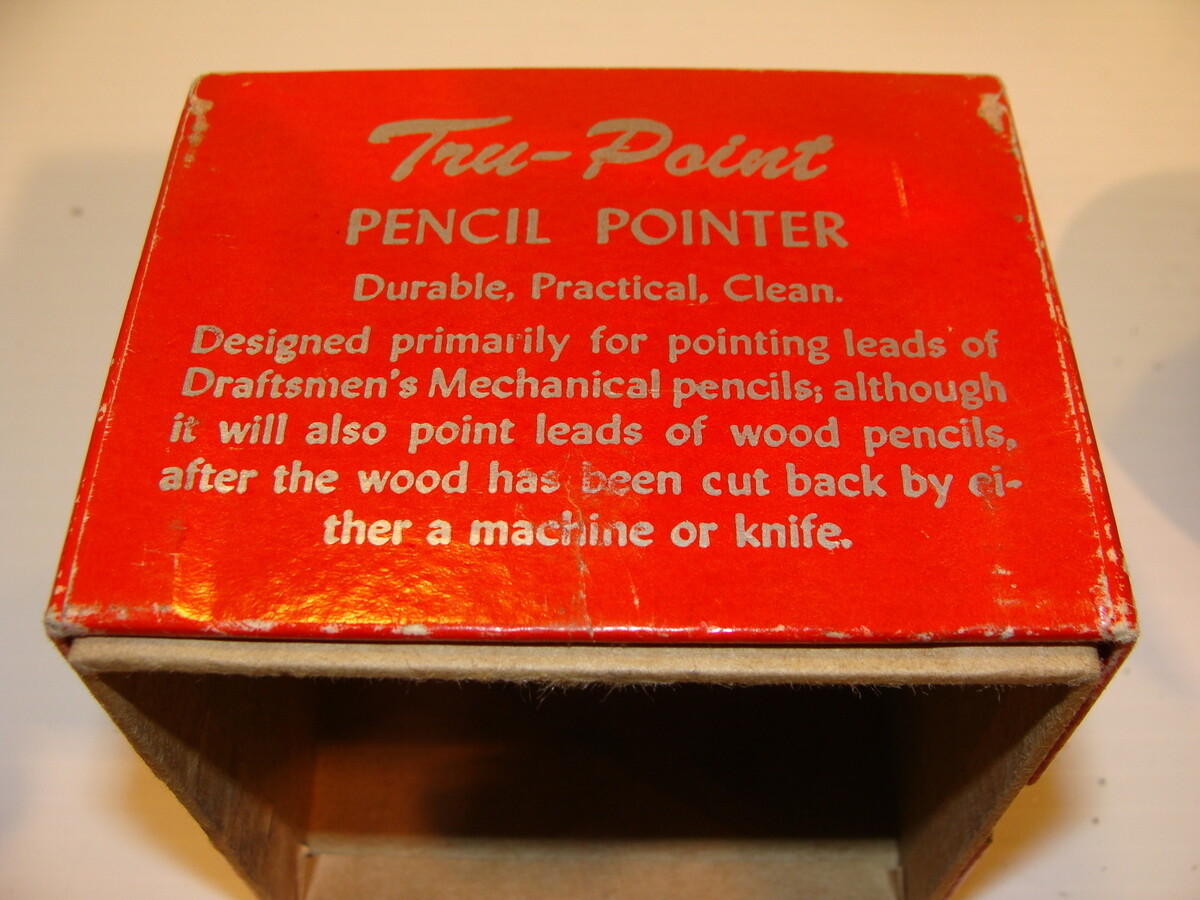 Tru-Point
PENCIL POINTER
Durable, Practical, Clean.
Designed primarily for pointing leads of
Draftsmen's Mechanical pencils; although
it will also point leads of wood pencils,
after the wood has been cut back by ei-
ther a machine or knife.